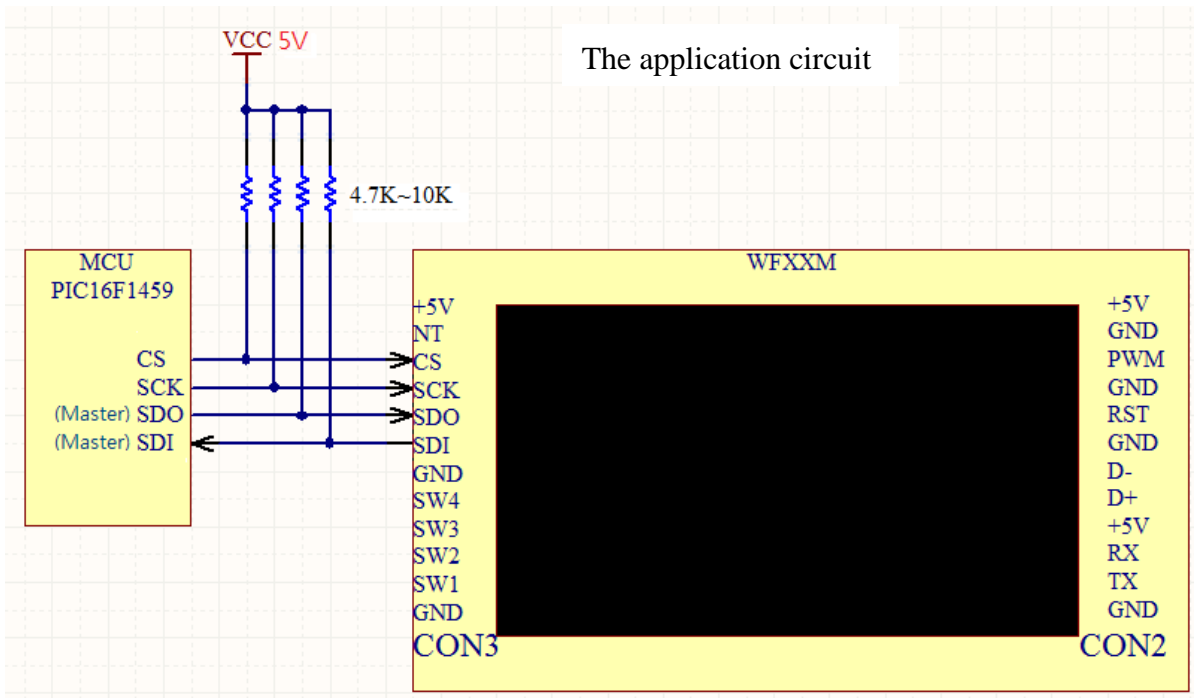 VCC 5V
The application circuit
4.7K~10K
MCU
PIC16F1459
CS
SCK
(Master) SDO
(Master) SDI
WFXXM
+5V
NT
CS
SCK
SDO
SDI
GND
SW4
SW3
SW2
SW1
GND
CON3
+5V
GND
PWM
GND
RST
GND
D-
D+
+5V
RX
TX
GND
CON2